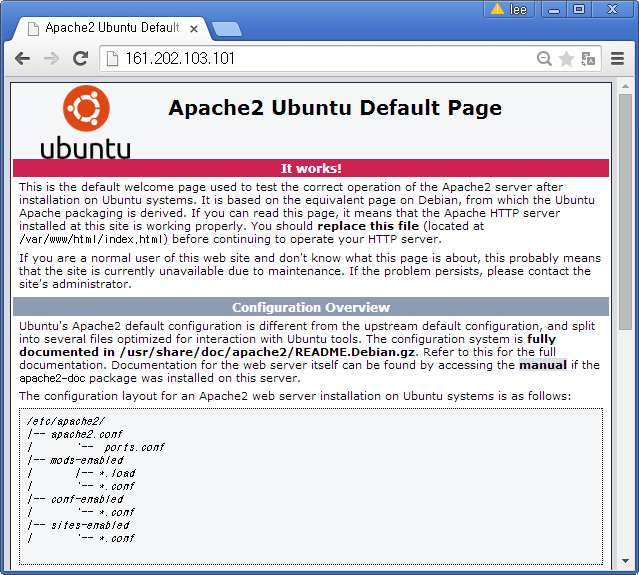 lee
Apache2 Ubuntu Default
161.202.103.101
ubuntu
Apache2 Ubuntu Default Page
It works!
This is the default welcome page used to test the correct operation of the Apache2 server after
installation on Ubuntu systems. It is based on the equivalent page on Debian, from which the Ubuntu
Apache packaging is derived. If you can read this page, it means that the Apache HTTP server
installed at this site is working properly. You should replace this file (located at
/var/www/html/index.html) before continuing to operate your HTTP server.
If you are a normal user of this web site and don't know what this page is about, this probably means
that the site is currently unavailable due to maintenance. If the problem persists, please contact the
site's administrator.
Configuration Overview
Ubuntu's Apache2 default configuration is different from the upstream default configuration, and split
into several files optimized for interaction with Ubuntu tools. The configuration system is fully
documented in /usr/share/doc/apache2/README.Debian.gz. Refer to this for the full
documentation. Documentation for the web server itself can be found by accessing the manual if the
apache2-doc package was installed on this server.
The configuration layout for an Apache2 web server installation on Ubuntu systems is as follows:
/etc/apache2/
|-- apache2.conf
|       `--  ports.conf
|-- mods-enabled
|       |-- *.load
|       `-- *.conf
|-- conf-enabled
|       `-- *.conf
|-- sites-enabled
|       `-- *.conf